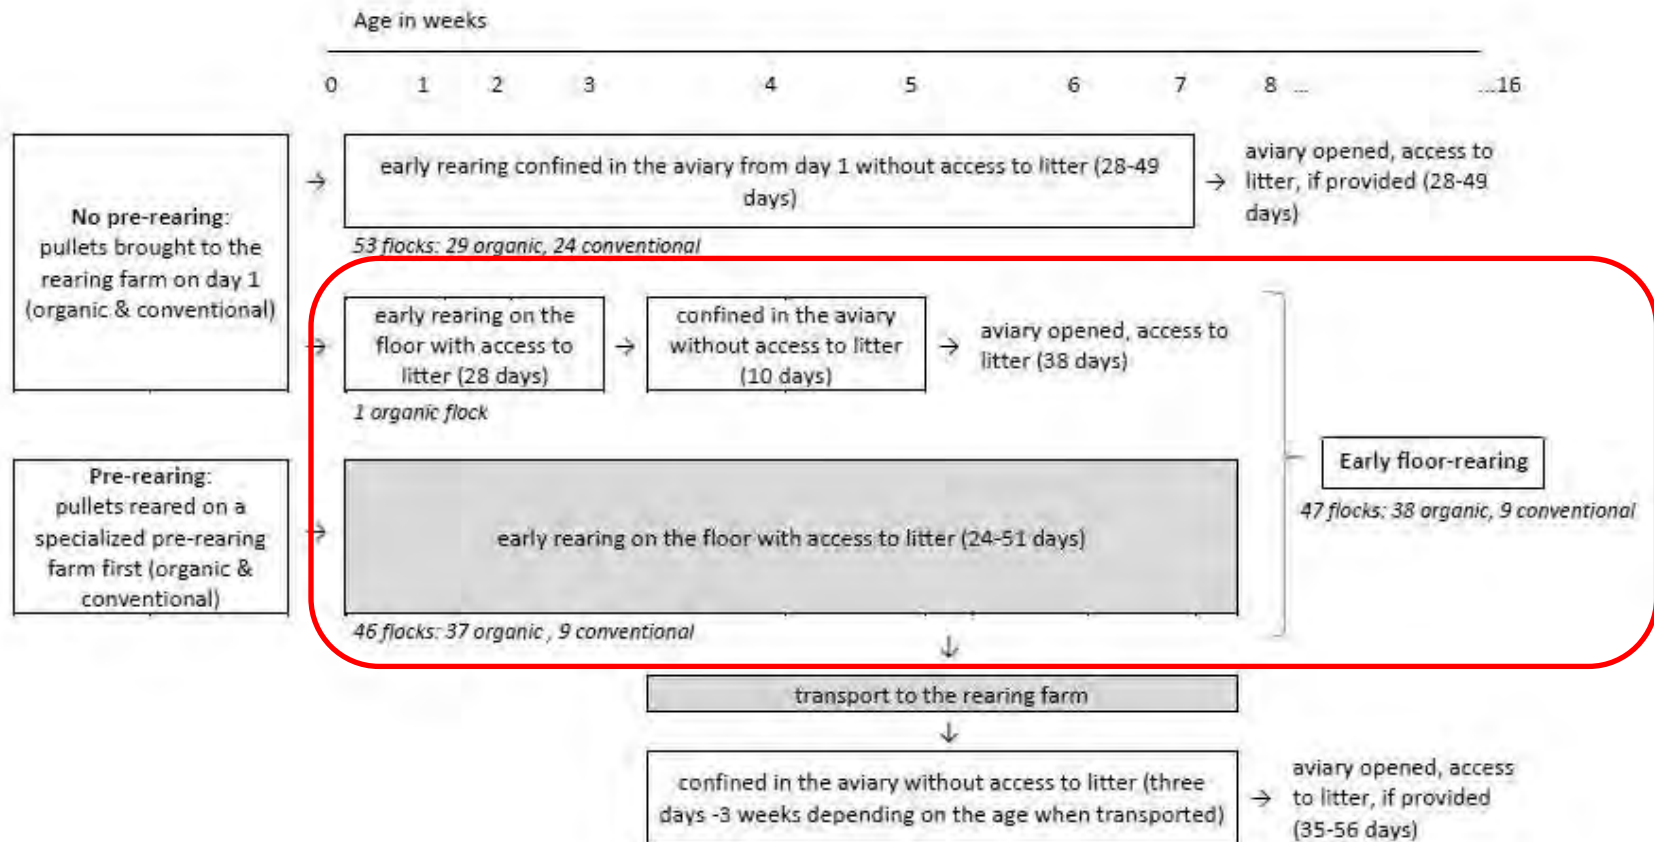 Age in weeks
0 1 2 3 4 5 6 7 8 ... ...16
No pre-rearing:
pullets brought to the
rearing farm on day 1
(organic & conventional)
→
early rearing confined in the aviary from day 1 without access to litter (28-49
days)
→
aviary opened, access to
litter, if provided (28-49
days)
53 flocks: 29 organic, 24 conventional
→
early rearing on the
floor with access to
litter (28 days)
→
confined in the aviary
without access to litter
(10 days)
→
aviary opened, access to
litter (38 days)
1 organic flock
Pre-rearing:
pullets reared on a
specialized pre-rearing
farm first (organic &
conventional)
→
early rearing on the floor with access to litter (24-51 days)
46 flocks: 37 organic , 9 conventional
Early floor-rearing
47 flocks: 38 organic, 9 conventional
↓
transport to the rearing farm
↓
confined in the aviary without access to litter (three
days -3 weeks depending on the age when transported)
→
aviary opened, access
to litter, if provided
(35-56 days)